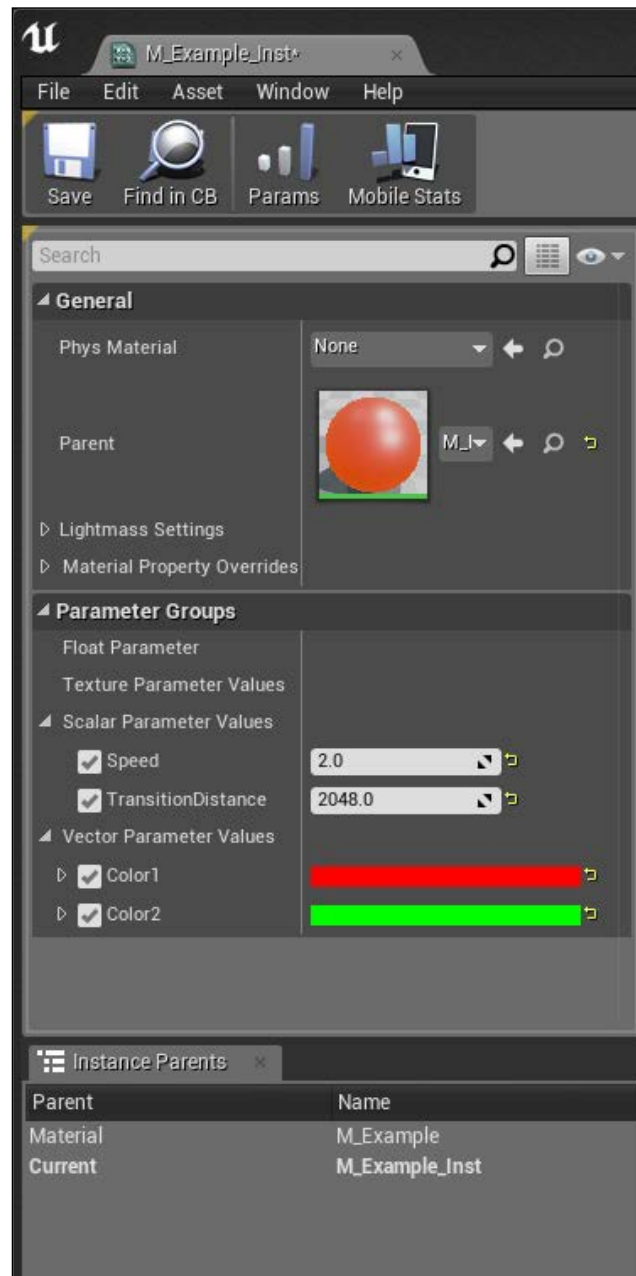 M_Example_Inst*
File Edit Asset Window Help
Save Find in CB Params Mobile Stats
Search
General
Phys Material None
Parent M_
Lightmass Settings
Material Property Overrides
Parameter Groups
Float Parameter
Texture Parameter Values
Scalar Parameter Values
Speed 2.0
TransitionDistance 2048.0
Vector Parameter Values
Color1
Color2
Instance Parents
Parent Name
Material M_Example
Current M_Example_Inst